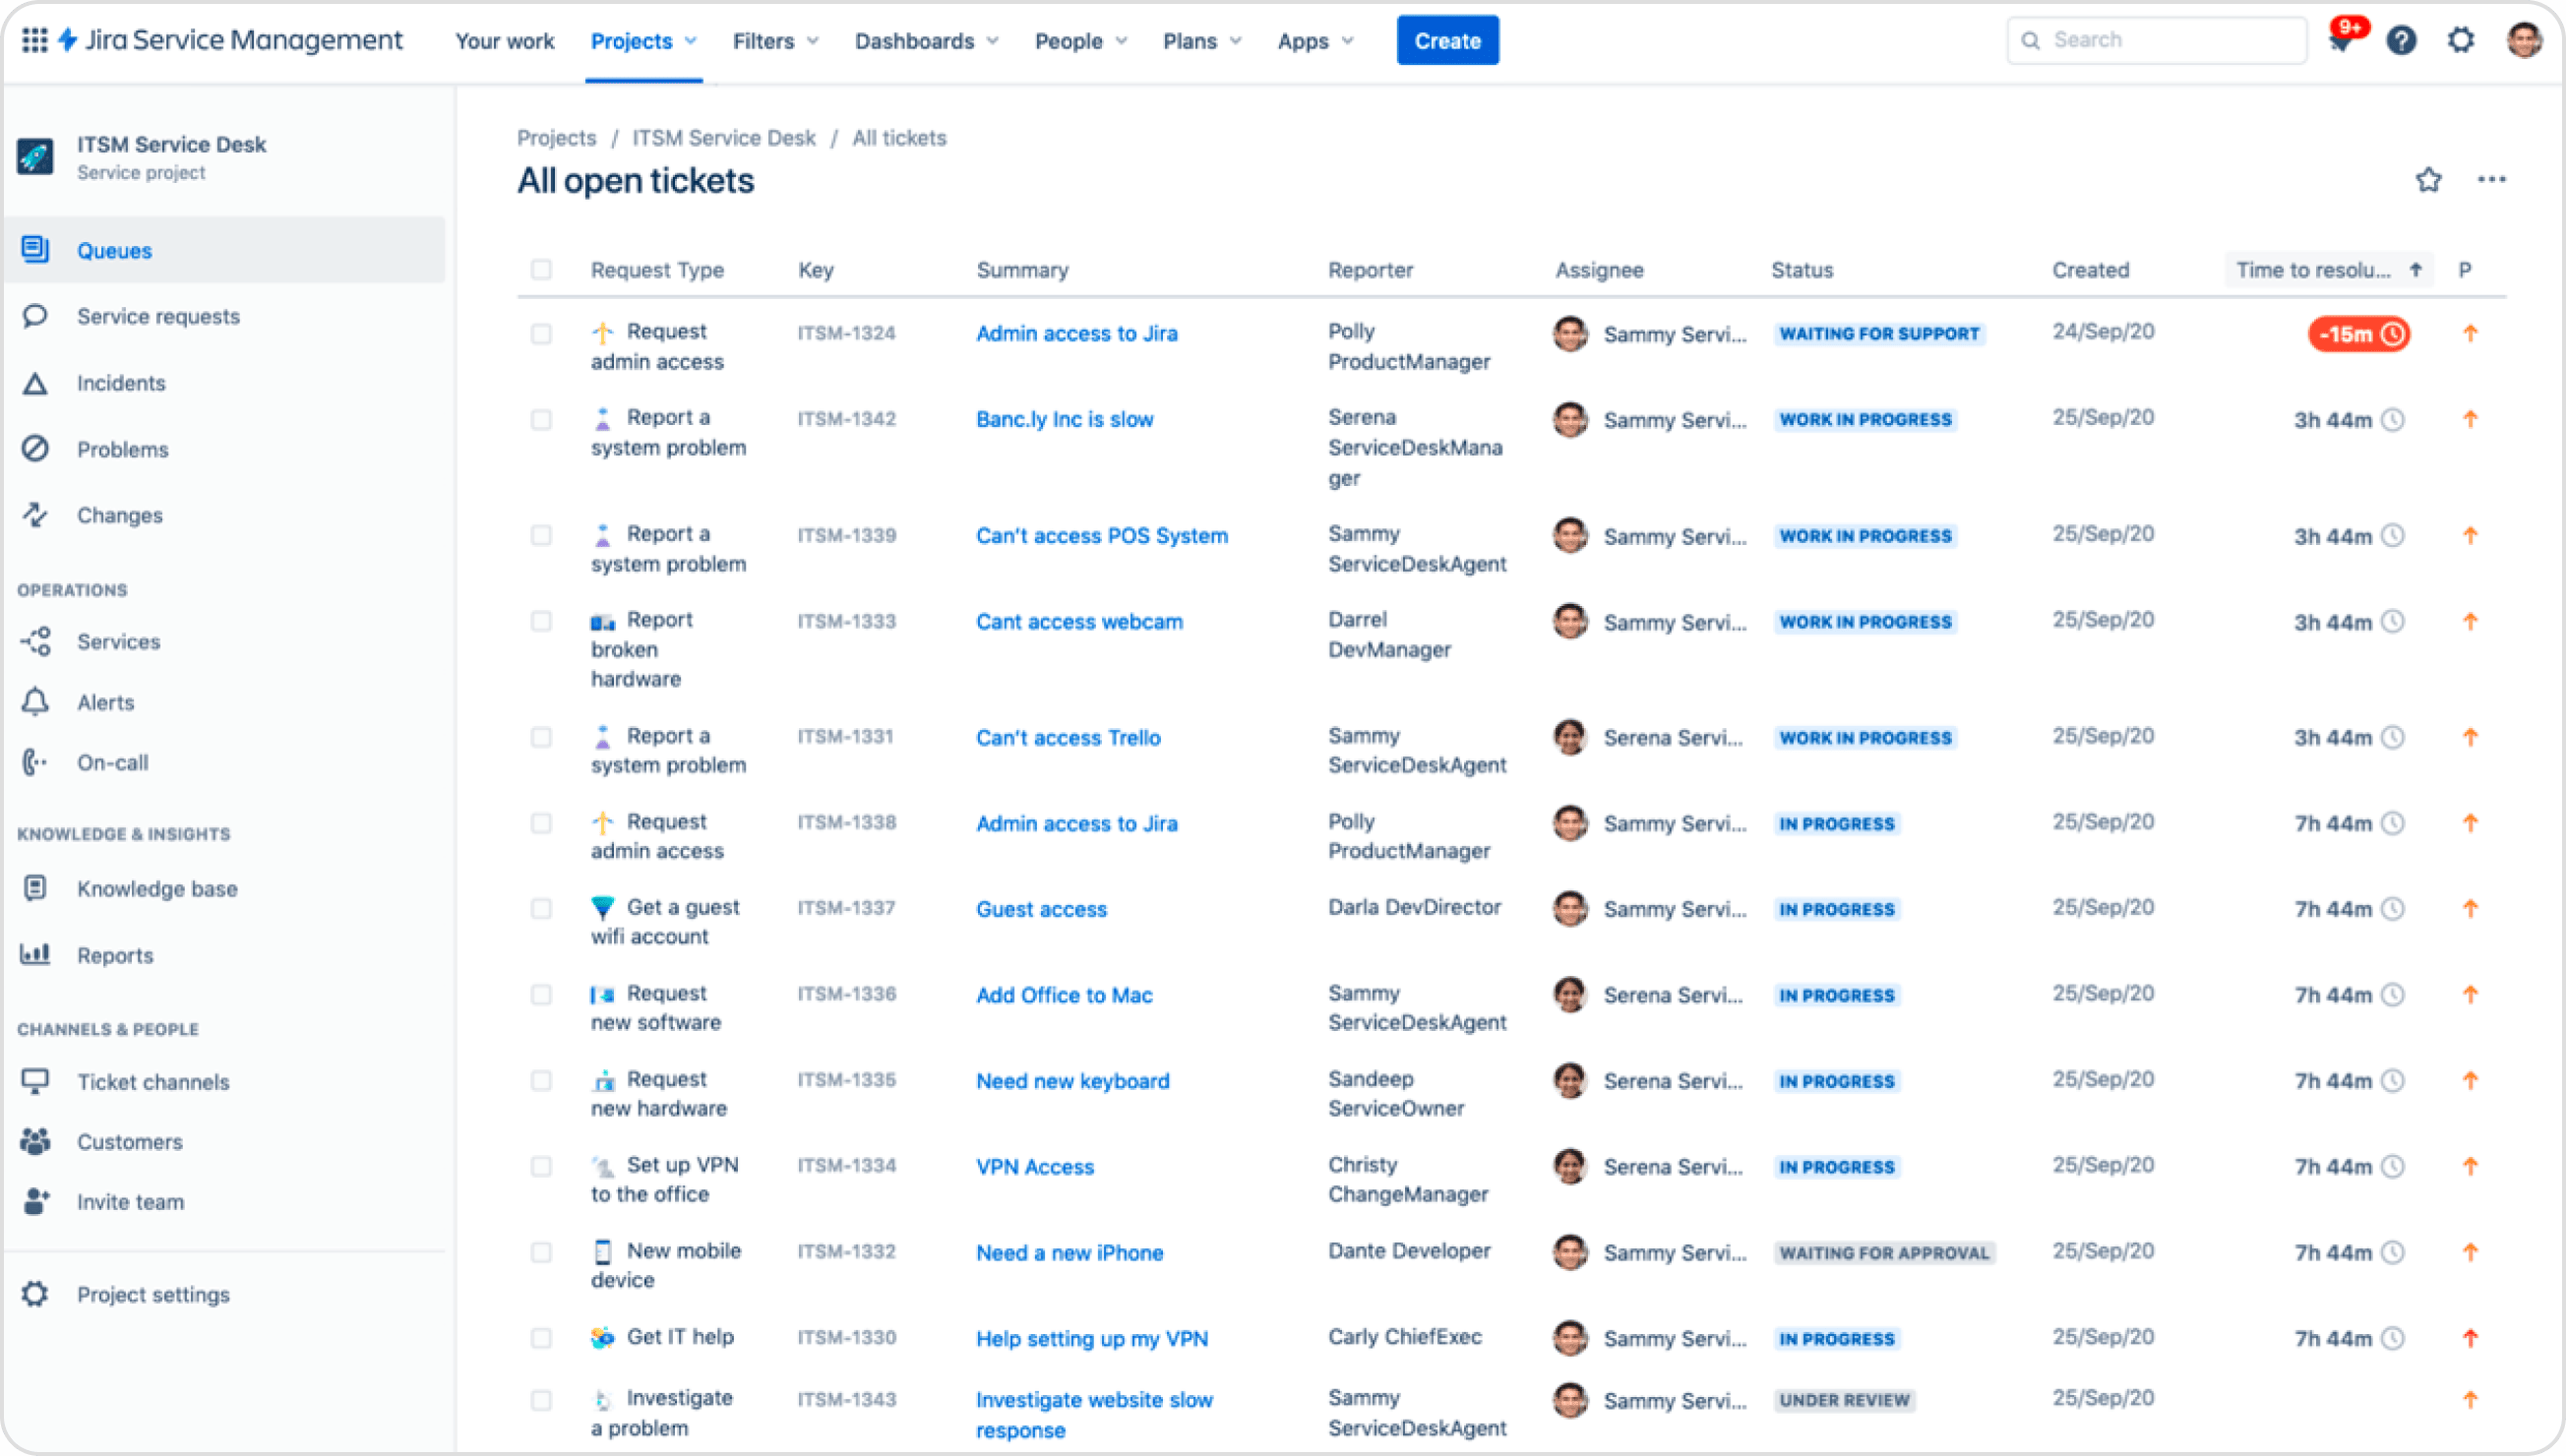 Jira Service Management Your work Projects Filters Dashboards People Plans Apps Create Search 9+
ITSM Service Desk
Service project
Queues
Service requests
Incidents
Problems
Changes
OPERATIONS
Services
Alerts
On-call
KNOWLEDGE & INSIGHTS
Knowledge base
Reports
CHANNELS & PEOPLE
Ticket channels
Customers
Invite team
Project settings
Projects / ITSM Service Desk / All tickets
All open tickets
Request Type Key Summary Reporter Assignee Status Created Time to resolu... P
Request ITSM-1324 Admin access to Jira Polly Sammy Servi... WAITING FOR SUPPORT 24/Sep/20 -15m
admin access ProductManager
Report a ITSM-1342 Banc.ly Inc is slow Serena Sammy Servi... WORK IN PROGRESS 25/Sep/20 3h 44m
system problem ServiceDeskMana
ger
Report a ITSM-1339 Can't access POS System Sammy Sammy Servi... WORK IN PROGRESS 25/Sep/20 3h 44m
system problem ServiceDeskAgent
Report ITSM-1333 Cant access webcam Darrel Sammy Servi... WORK IN PROGRESS 25/Sep/20 3h 44m
broken DevManager
hardware
Report a ITSM-1331 Can't access Trello Sammy Serena Servi... WORK IN PROGRESS 25/Sep/20 3h 44m
system problem ServiceDeskAgent
Request ITSM-1338 Admin access to Jira Polly Sammy Servi... IN PROGRESS 25/Sep/20 7h 44m
admin access ProductManager
Get a guest ITSM-1337 Guest access Darla DevDirector Sammy Servi... IN PROGRESS 25/Sep/20 7h 44m
wifi account
Request ITSM-1336 Add Office to Mac Sammy Serena Servi... IN PROGRESS 25/Sep/20 7h 44m
new software ServiceDeskAgent
Request ITSM-1335 Need new keyboard Sandeep Serena Servi... IN PROGRESS 25/Sep/20 7h 44m
new hardware ServiceOwner
Set up VPN ITSM-1334 VPN Access Christy Serena Servi... IN PROGRESS 25/Sep/20 7h 44m
to the office ChangeManager
New mobile ITSM-1332 Need a new iPhone Dante Developer Sammy Servi... WAITING FOR APPROVAL 25/Sep/20 7h 44m
device
Get IT help ITSM-1330 Help setting up my VPN Carly ChiefExec Sammy Servi... IN PROGRESS 25/Sep/20 7h 44m
Investigate ITSM-1343 Investigate website slow Sammy Sammy Servi... UNDER REVIEW 25/Sep/20
a problem response ServiceDeskAgent